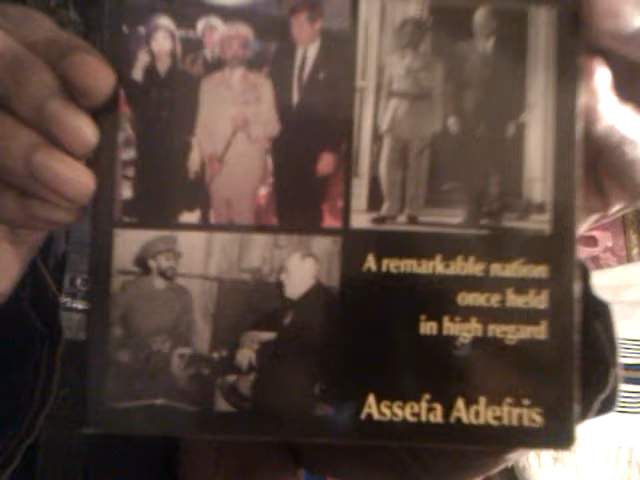 A remarkable nation
once held
in high regard
Assefa Adefris